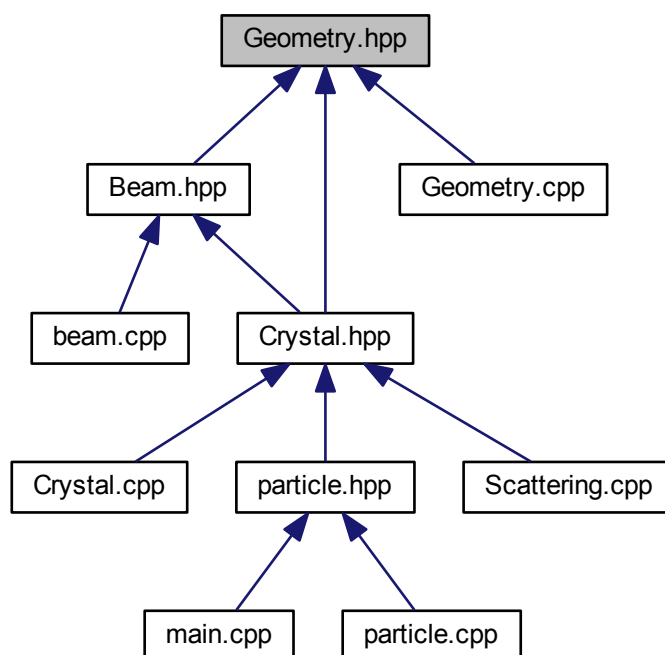 Geometry.hpp
Beam.hpp
Geometry.cpp
beam.cpp
Crystal.hpp
Crystal.cpp
particle.hpp
Scattering.cpp
main.cpp
particle.cpp